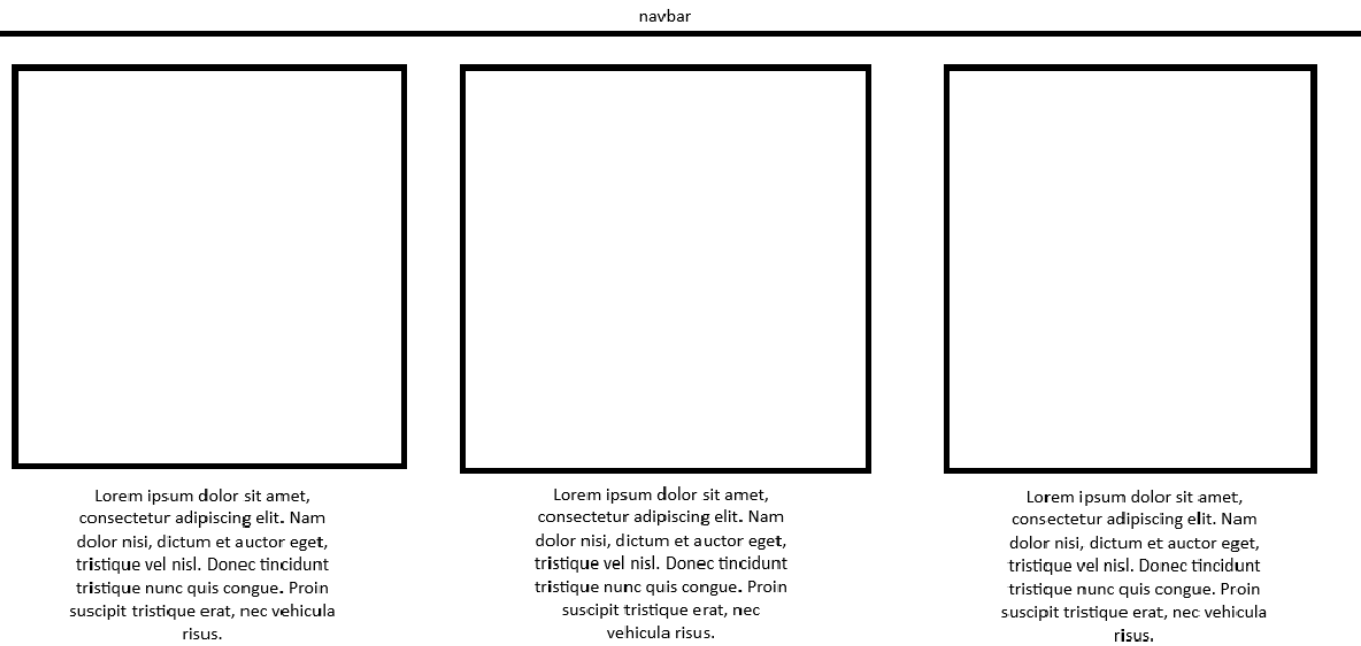 navbar
Lorem ipsum dolor sit amet,
consectetur adipiscing elit. Nam
dolor nisi, dictum et auctor eget,
tristique vel nisl. Donec tincidunt
tristique nunc quis congue. Proin
suscipit tristique erat, nec vehicula
risus.
Lorem ipsum dolor sit amet,
consectetur adipiscing elit. Nam
dolor nisi, dictum et auctor eget,
tristique vel nisl. Donec tincidunt
tristique nunc quis congue. Proin
suscipit tristique erat, nec
vehicula risus.
Lorem ipsum dolor sit amet,
consectetur adipiscing elit. Nam
dolor nisi, dictum et auctor eget,
tristique vel nisl. Donec tincidunt
tristique nunc quis congue. Proin
suscipit tristique erat, nec vehicula
risus.